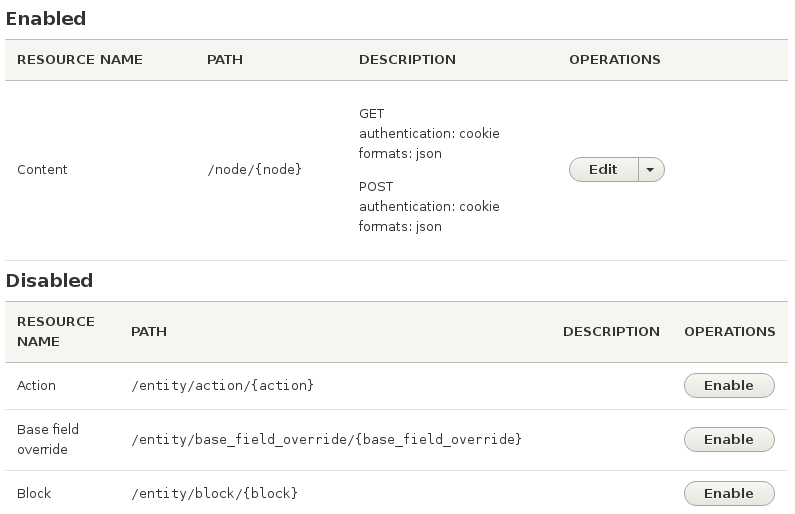 Enabled
RESOURCE NAME PATH DESCRIPTION OPERATIONS
Content /node/{node} GET
authentication: cookie
formats: json
POST
authentication: cookie
formats: json
Edit
Disabled
RESOURCE NAME PATH DESCRIPTION OPERATIONS
Action /entity/action/{action} Enable
Base field override /entity/base_field_override/{base_field_override} Enable
Block /entity/block/{block} Enable